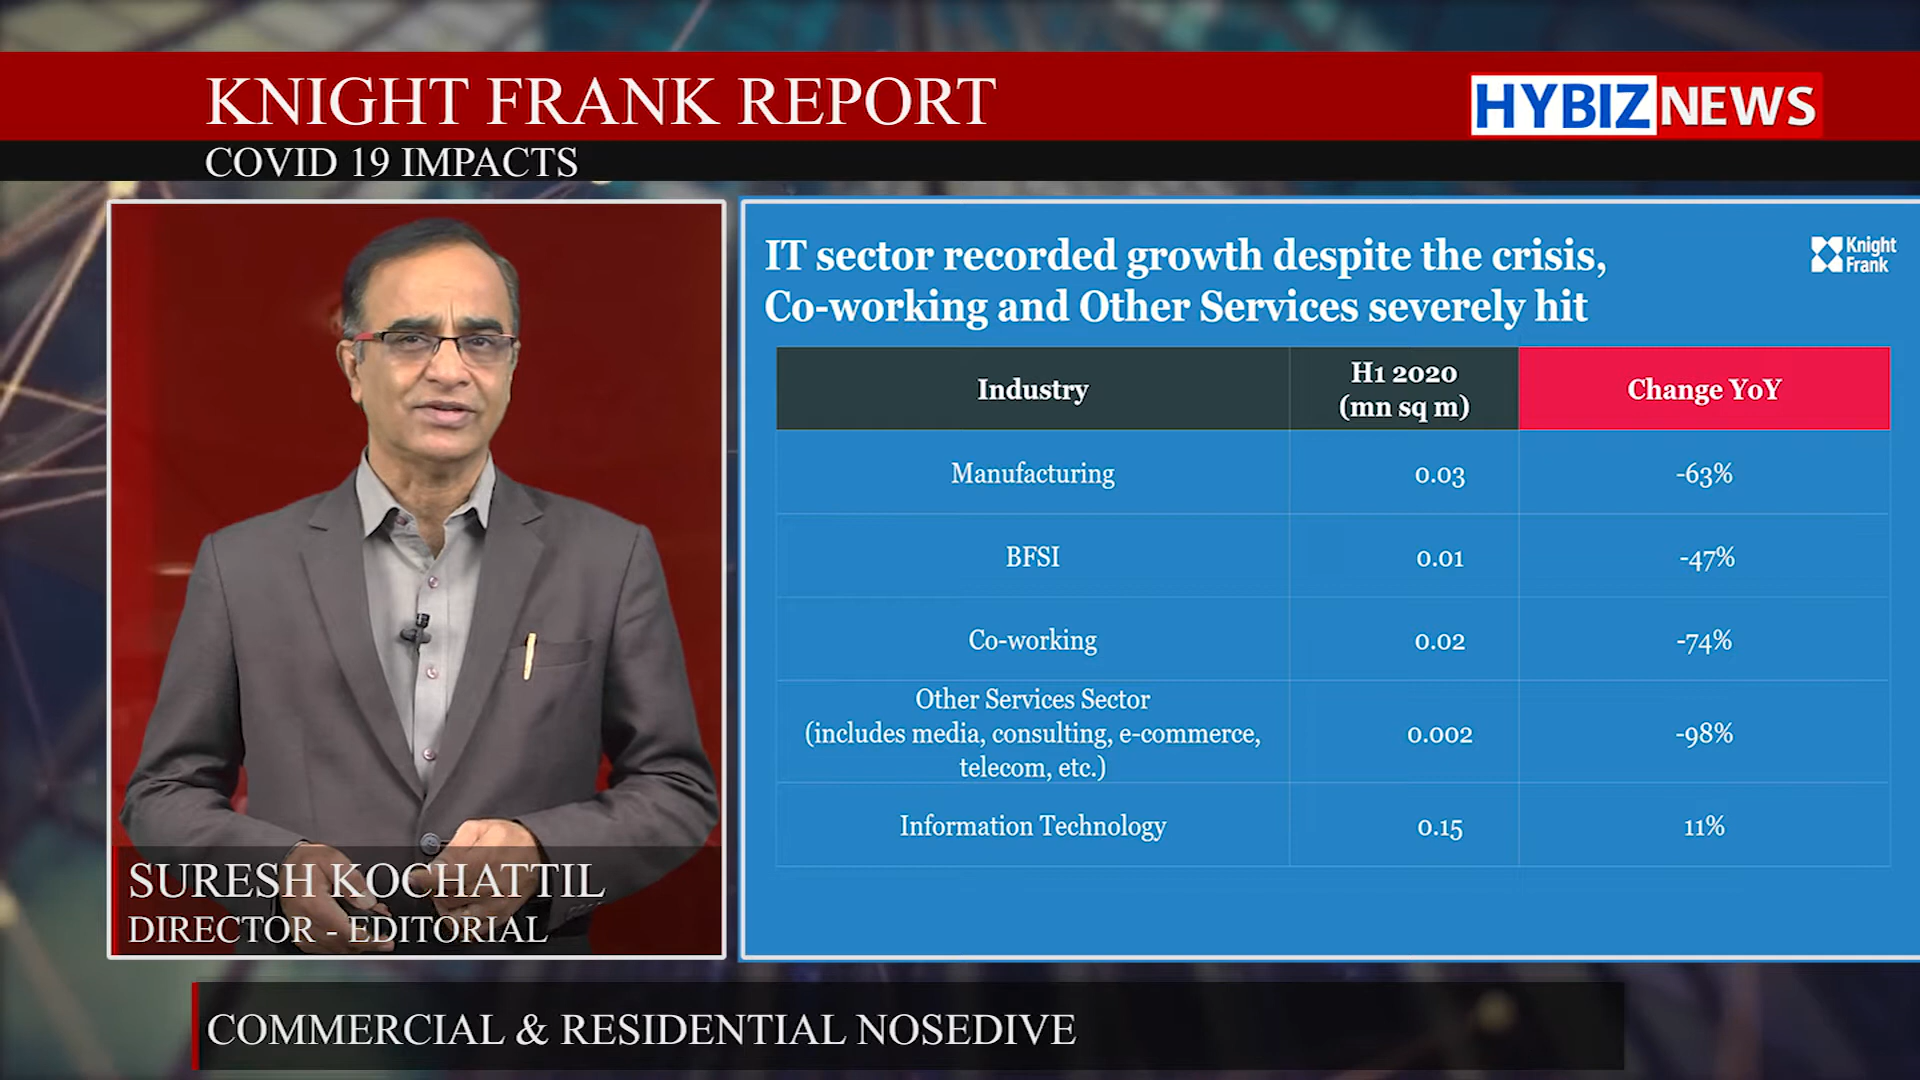 KNIGHT FRANK REPORT
HYBIZNEWS
COVID 19 IMPACTS
IT sector recorded growth despite the crisis,
Co-working and Other Services severely hit
Knight
Frank
Industry
H1 2020
(mn sq m)
Change YoY
Manufacturing
0.03
-63%
BFSI
0.01
-47%
Co-working
0.02
-74%
Other Services Sector
(includes media, consulting, e-commerce,
telecom, etc.)
0.002
-98%
Information Technology
0.15
11%
SURESH KOCHATTIL
DIRECTOR - EDITORIAL
COMMERCIAL & RESIDENTIAL NOSEDIVE